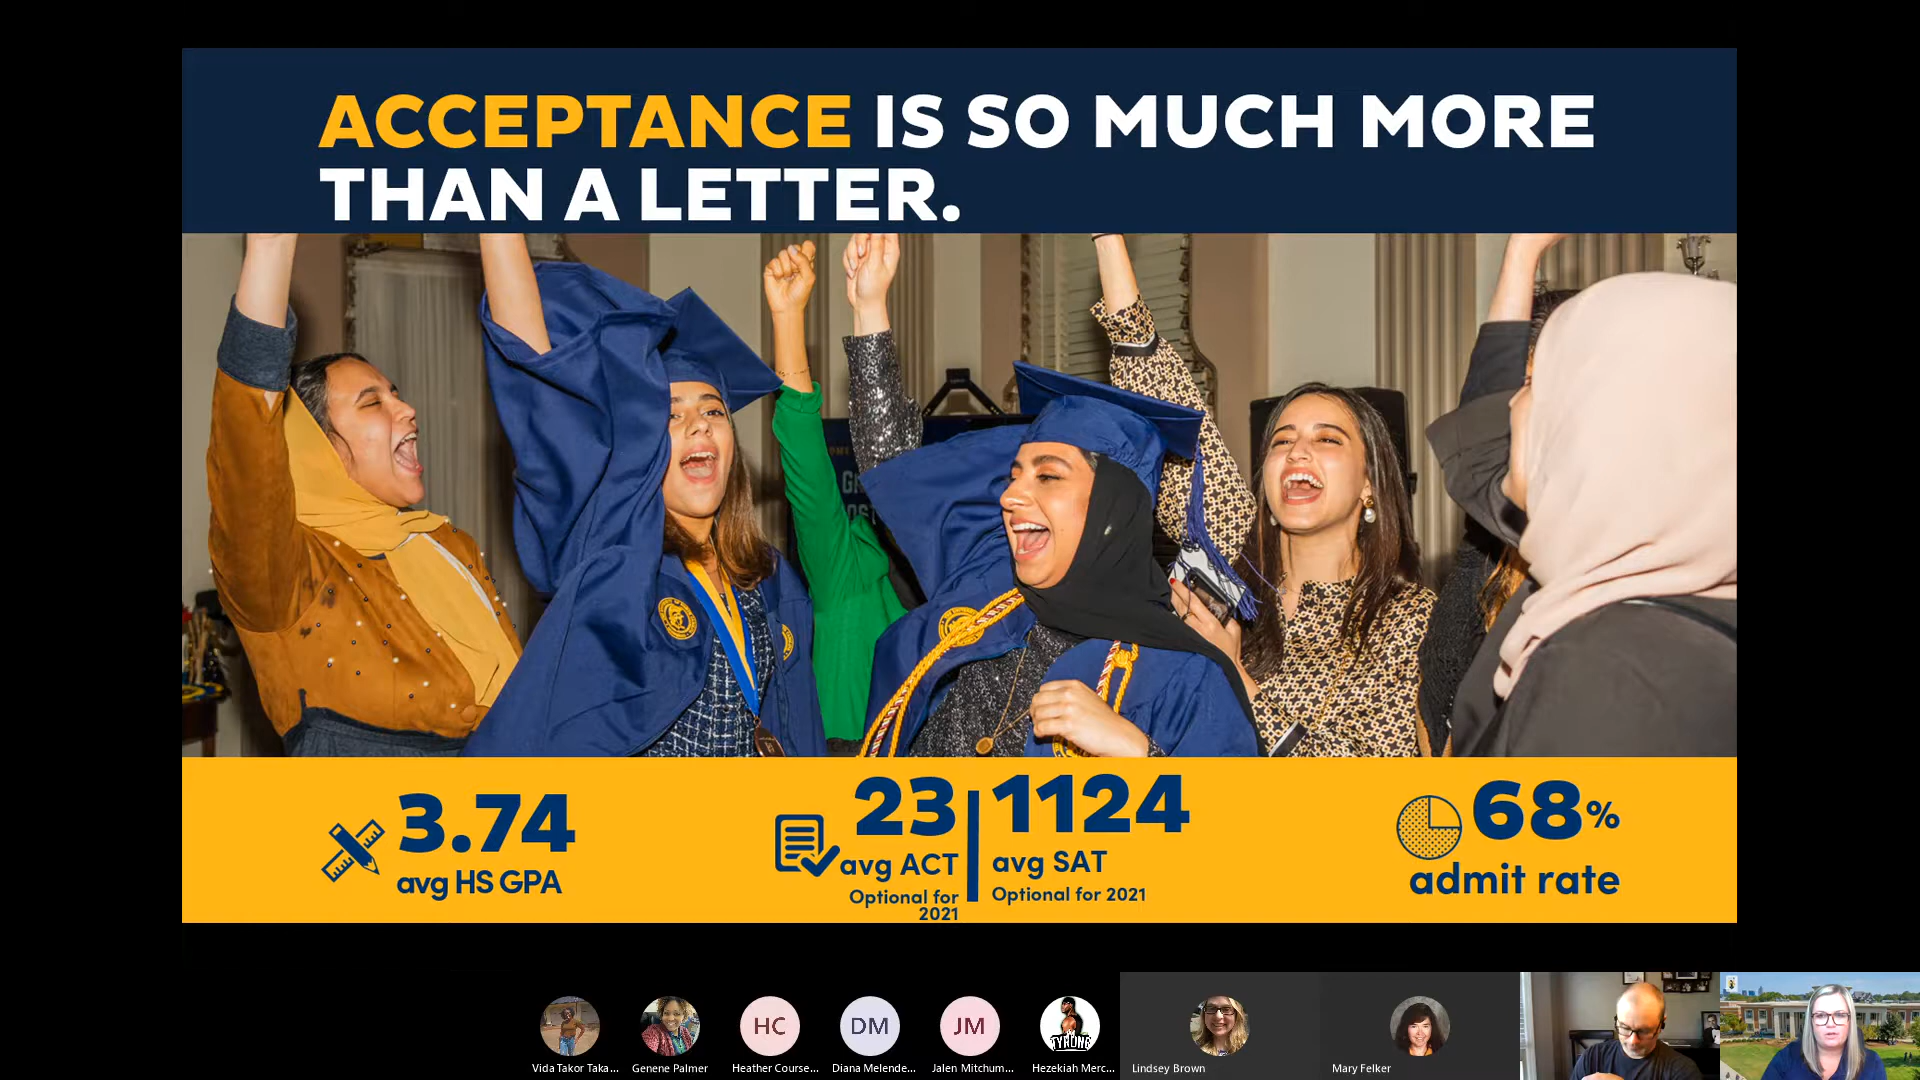 ACCEPTANCE IS SO MUCH MORE
THAN A LETTER.
3.74
avg HS GPA
23
avg ACT
Optional for
2021
1124
avg SAT
Optional for 2021
68%
admit rate
HC
DM
JM
TYRONE
Vida Takor Taka...
Genene Palmer
Heather Course...
Diana Melende...
Jalen Mitchum...
Hezekiah Merc...
Lindsey Brown
Mary Felker